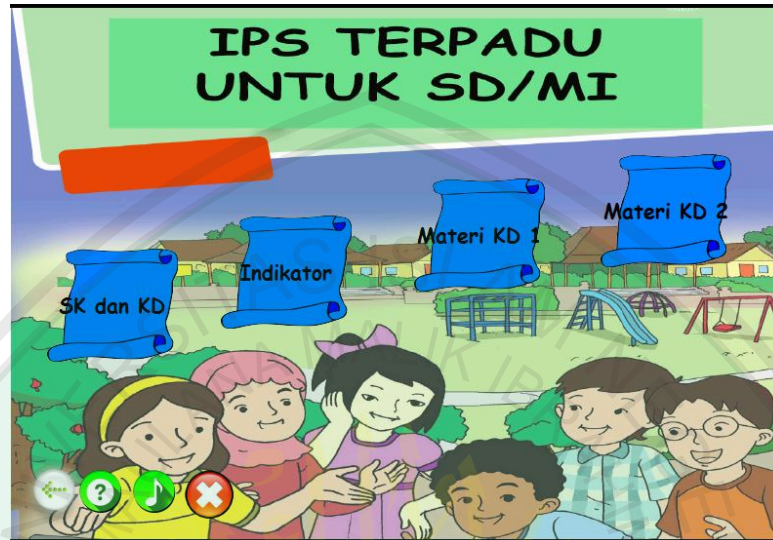 IPS TERPADU
UNTUK SD/MI
SK dan KD
Indikator
Materi KD 1
Materi KD 2
?